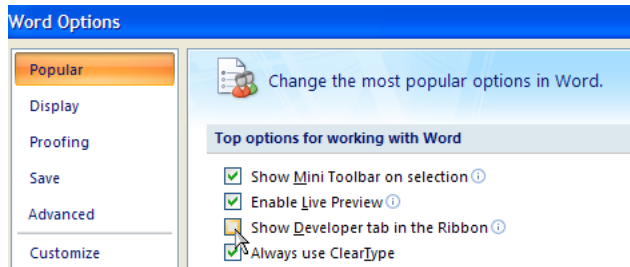 Word Options
Popular
Display
Proofing
Save
Advanced
Customize
Change the most popular options in Word.
Top options for working with Word
Show Mini Toolbar on selection
Enable Live Preview
Show Developer tab in the Ribbon
Always use ClearType